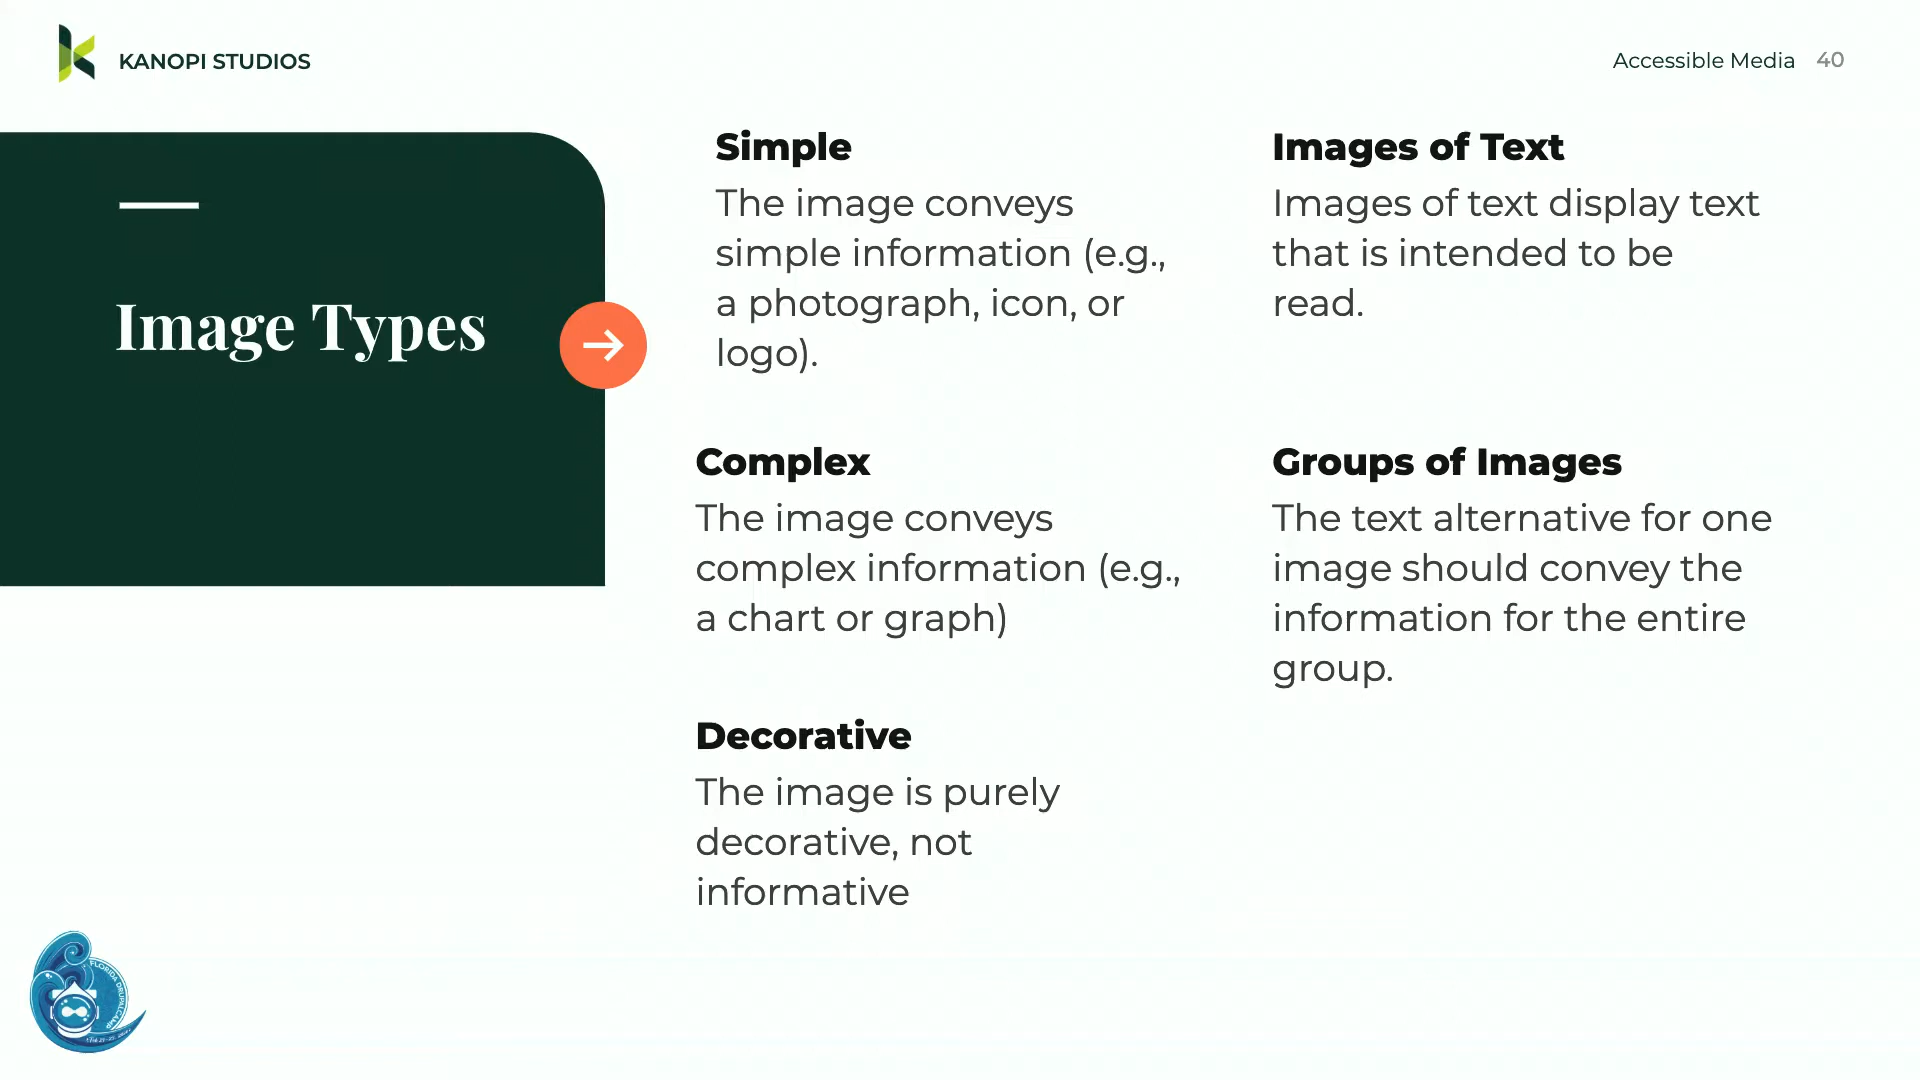 KANOPI STUDIOS
Accessible Media 40
Image Types
Simple
The image conveys
simple information (e.g.,
a photograph, icon, or
logo).
Complex
The image conveys
complex information (e.g.,
a chart or graph)
Decorative
The image is purely
decorative, not
informative
Images of Text
Images of text display text
that is intended to be
read.
Groups of Images
The text alternative for one
image should convey the
information for the entire
group.
FLORIDA DRUPALCAMP